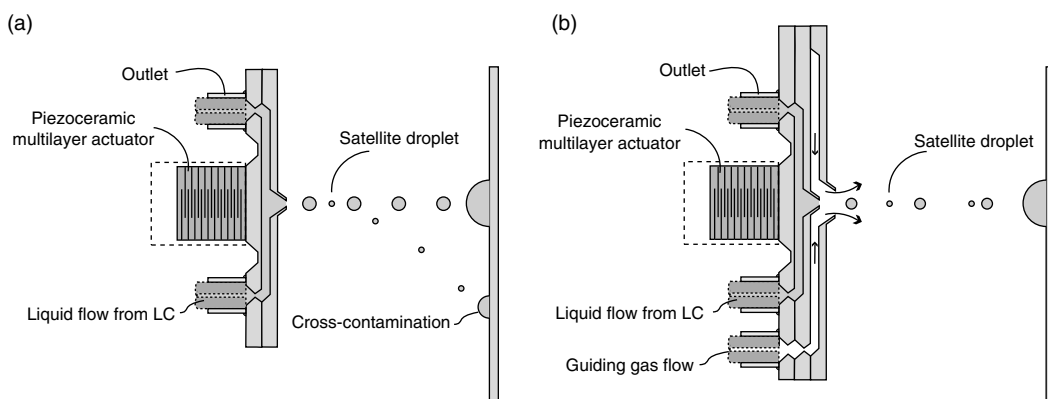 (a)
Outlet
Piezoceramic
multilayer actuator
Satellite droplet
Liquid flow from LC
Cross-contamination
(b)
Outlet
Piezoceramic
multilayer actuator
Satellite droplet
Liquid flow from LC
Guiding gas flow